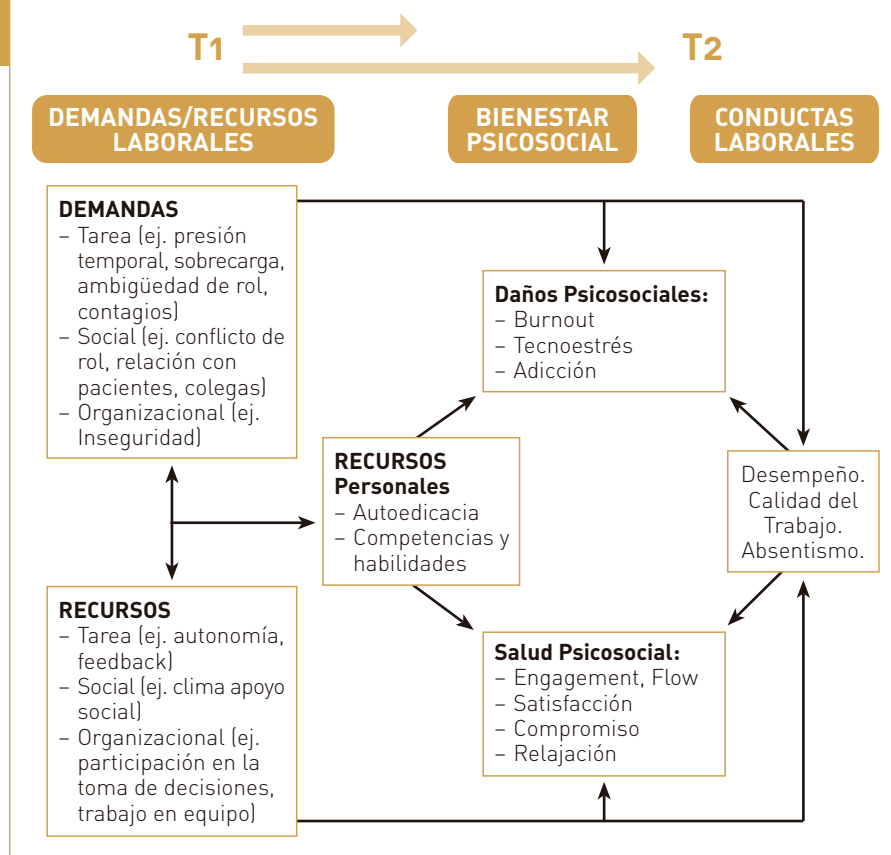 T1
T2
DEMANDAS/RECURSOS
LABORALES
BIENESTAR
PSICOSOCIAL
CONDUCTAS
LABORALES
DEMANDAS
– Tarea (ej. presión
temporal, sobrecarga,
ambigüedad de rol,
contagios)
– Social (ej. conflicto de
rol, relación con
pacientes, colegas)
– Organizacional (ej.
Inseguridad)
Daños Psicosociales:
– Burnout
– Tecnoestrés
– Adicción
RECURSOS
Personales
– Autoedicacia
– Competencias y
habilidades
Desempeño.
Calidad del
Trabajo.
Absentismo.
RECURSOS
– Tarea (ej. autonomía,
feedback)
– Social (ej. clima apoyo
social)
– Organizacional (ej.
participación en la
toma de decisiones,
trabajo en equipo)
Salud Psicosocial:
– Engagement, Flow
– Satisfacción
– Compromiso
– Relajación